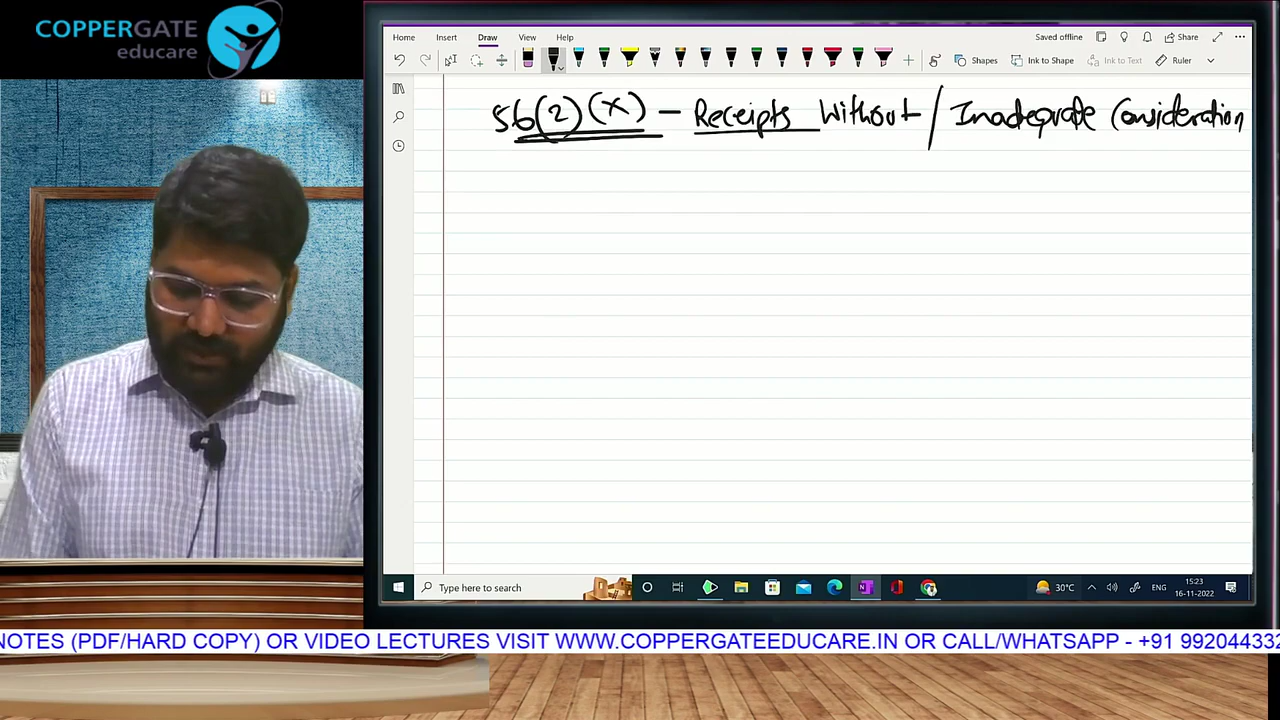 COPPERGATE
educare
Home Insert Draw View Help
Saved offline
Share
Shapes
Ink to Shape
Ink to Text
Ruler
56(2)(X) – Receipts Without / Inadequate Consideration
Type here to search
30°C
ENG
15:23
16-11-2022
NOTES (PDF/HARD COPY) OR VIDEO LECTURES VISIT WWW.COPPERGATEEDUCARE.IN OR CALL/WHATSAPP - +91 992044332